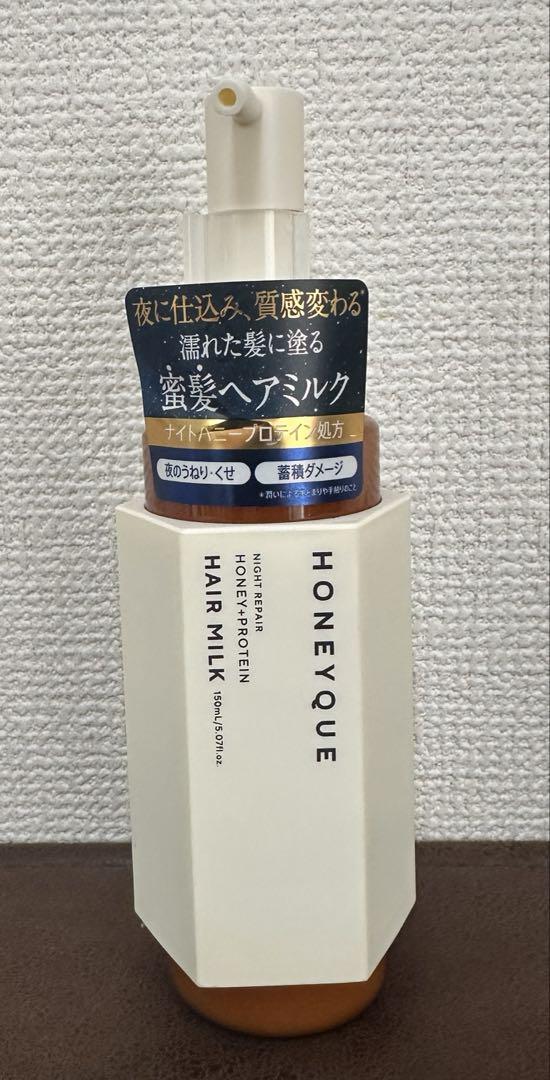 夜に仕込み、質感変わる*
濡れた髪に塗る
蜜髪ヘアミルク
ナイトハニープロテイン処方
夜のうねり・くせ
蓄積ダメージ
HONEYQUE
NIGHT REPAIR
HONEY+PROTEIN
HAIR MILK 150mL/5.07fl.oz.